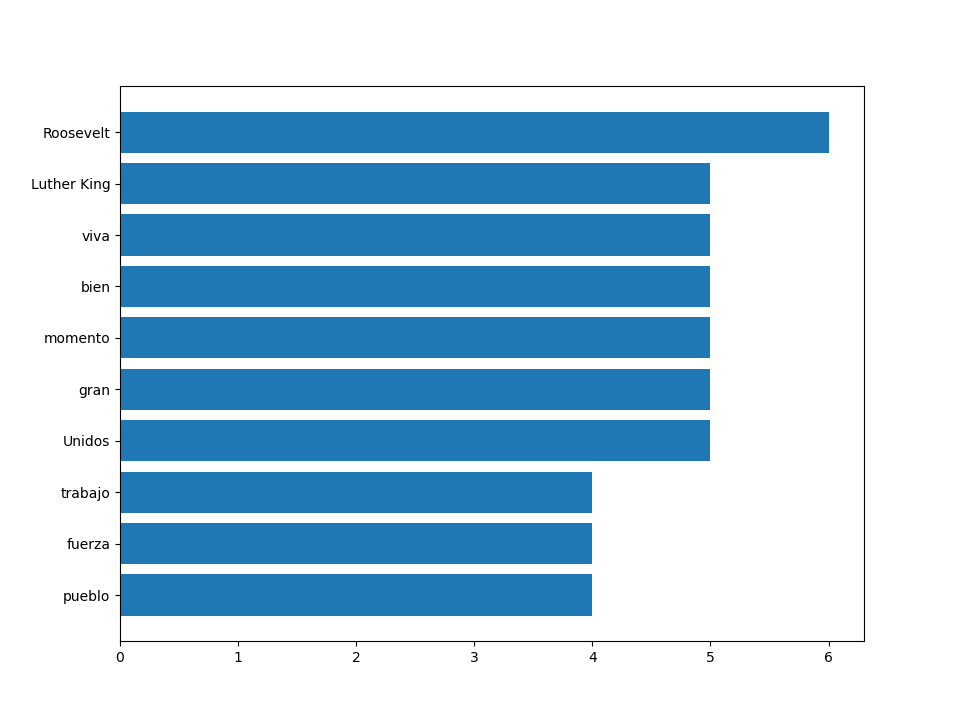 Roosevelt
Luther King
viva
bien
momento
gran
Unidos
trabajo
fuerza
pueblo
0 1 2 3 4 5 6